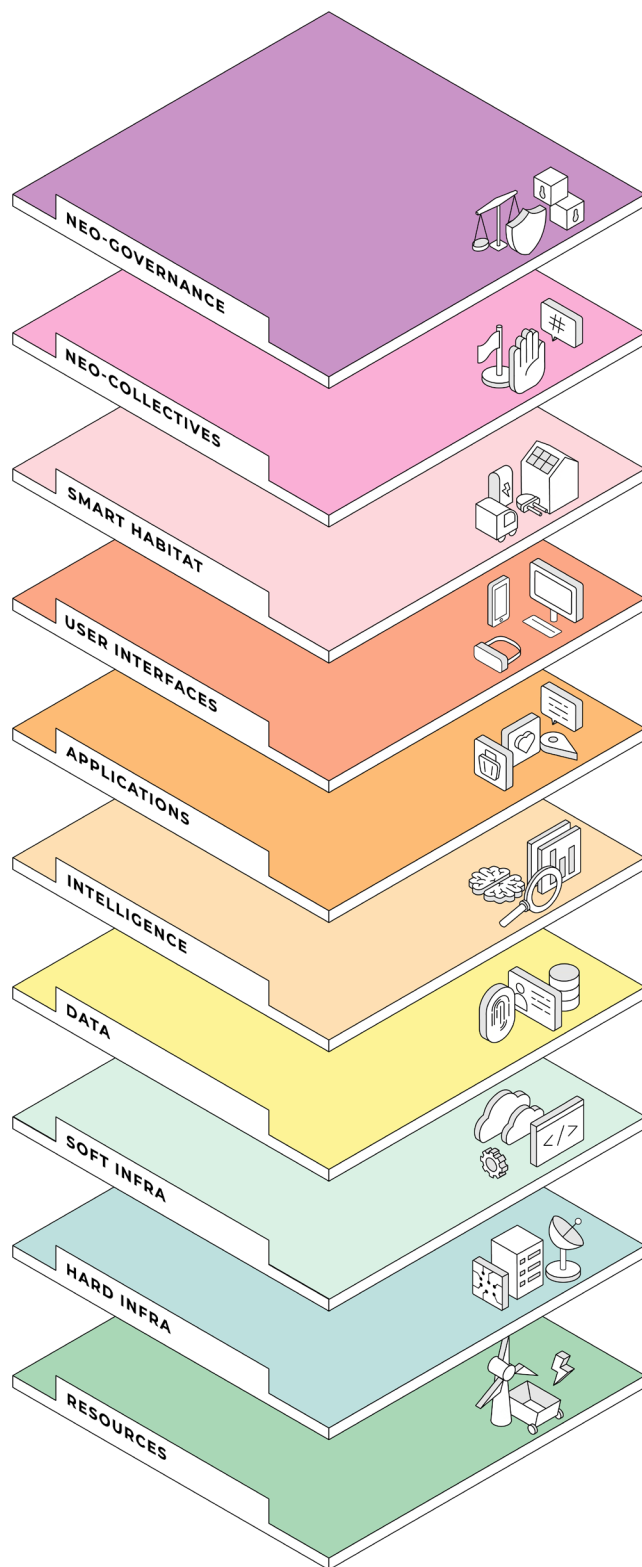 NEO-GOVERNANCE
#
NEO-COLLECTIVES
SMART HABITAT
USER INTERFACES
APPLICATIONS
INTELLIGENCE
DATA
</>
SOFT INFRA
HARD INFRA
RESOURCES